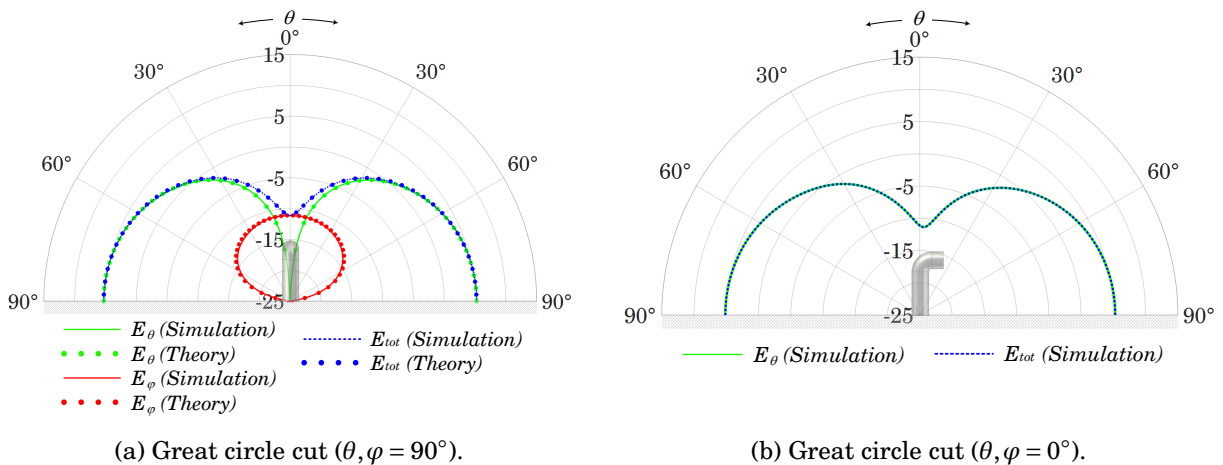 θ
0°
15
30°
30°
5
60°
60°
-5
-15
90°
-25
90°
E_θ (Simulation)
E_θ (Theory)
E_φ (Simulation)
E_φ (Theory)
E_tot (Simulation)
E_tot (Theory)
(a) Great circle cut (θ, φ = 90°).
θ
0°
15
30°
30°
5
60°
60°
-5
-15
90°
-25
90°
E_θ (Simulation)
E_tot (Simulation)
(b) Great circle cut (θ, φ = 0°).